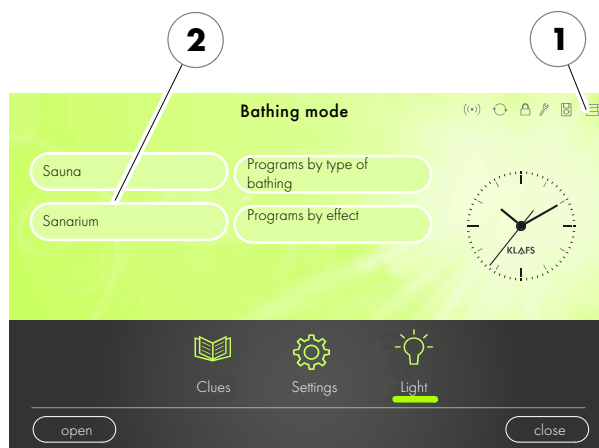 2
1
Bathing mode
Sauna
Programs by type of
bathing
Sanarium
Programs by effect
KLAFS
Clues
Settings
Light
open
close